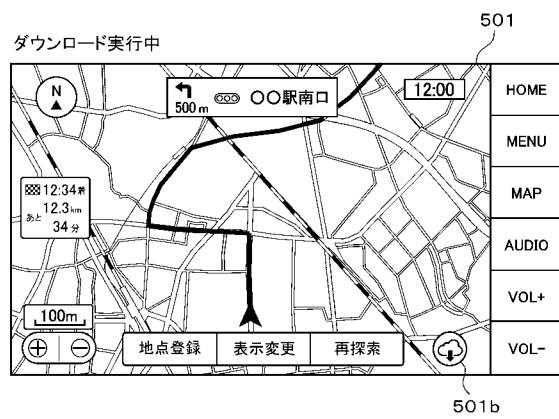 501
ダウンロード実行中
N
500 m
○○駅南口
12:00
HOME
MENU
MAP
AUDIO
VOL+
VOL-
12:34着
あと 12.3km
34分
100m
地点登録
表示変更
再探索
501b